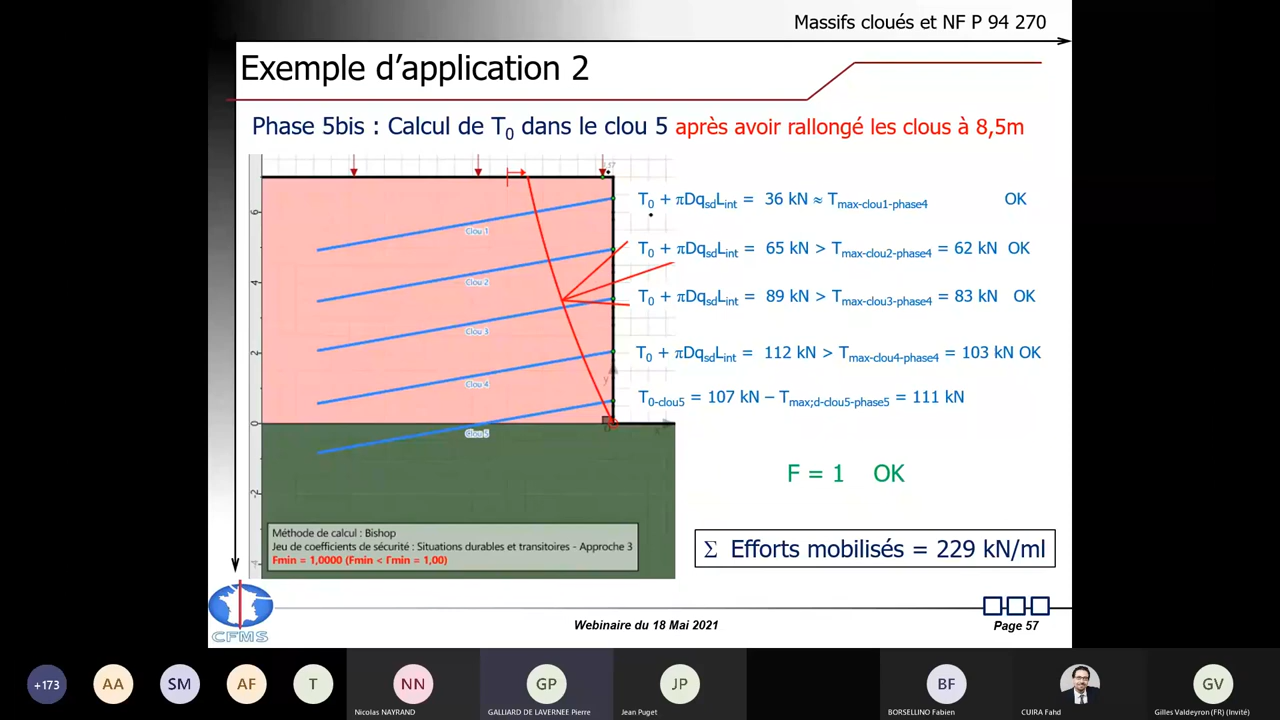 Massifs cloués et NF P 94 270
Exemple d’application 2
Phase 5bis : Calcul de T0 dans le clou 5 après avoir rallongé les clous à 8,5m
T0 + πDqsdLint = 36 kN ≈ Tmax-clou1-phase4 OK
T0 + πDqsdLint = 65 kN > Tmax-clou2-phase4 = 62 kN OK
T0 + πDqsdLint = 89 kN > Tmax-clou3-phase4 = 83 kN OK
T0 + πDqsdLint = 112 kN > Tmax-clou4-phase4 = 103 kN OK
T0-clou5 = 107 kN – Tmax;d-clou5-phase5 = 111 kN
F = 1 OK
Σ Efforts mobilisés = 229 kN/ml
6
4
2
0
-2
Clou 1
Clou 2
Clou 3
Clou 4
Clou 5
y
x
Méthode de calcul : Bishop
Jeu de coefficients de sécurité : Situations durables et transitoires - Approche 3
Fmin = 1,0000 (Fmin < Γmin = 1,00)
CFMS
Webinaire du 18 Mai 2021
Page 57
+173
AA
SM
AF
T
NN
GP
JP
BF
GV
Nicolas NAYRAND
GALLIARD DE LAVERNEE Pierre
Jean Puget
BORSELLINO Fabien
CUIRA Fahd
Gilles Valdeyron (FR) (Invité)